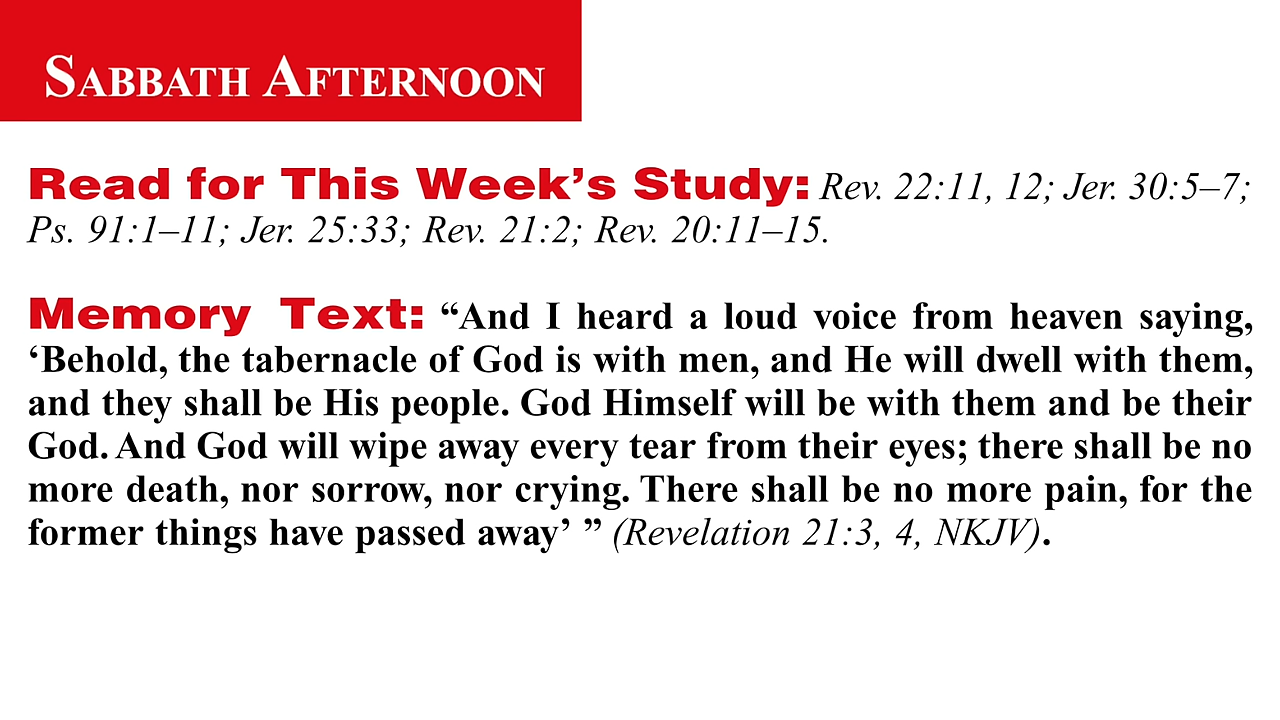 SABBATH AFTERNOON
Read for This Week’s Study: Rev. 22:11, 12; Jer. 30:5–7;
Ps. 91:1–11; Jer. 25:33; Rev. 21:2; Rev. 20:11–15.
Memory Text: “And I heard a loud voice from heaven saying,
‘Behold, the tabernacle of God is with men, and He will dwell with them,
and they shall be His people. God Himself will be with them and be their
God. And God will wipe away every tear from their eyes; there shall be no
more death, nor sorrow, nor crying. There shall be no more pain, for the
former things have passed away’ ” (Revelation 21:3, 4, NKJV).